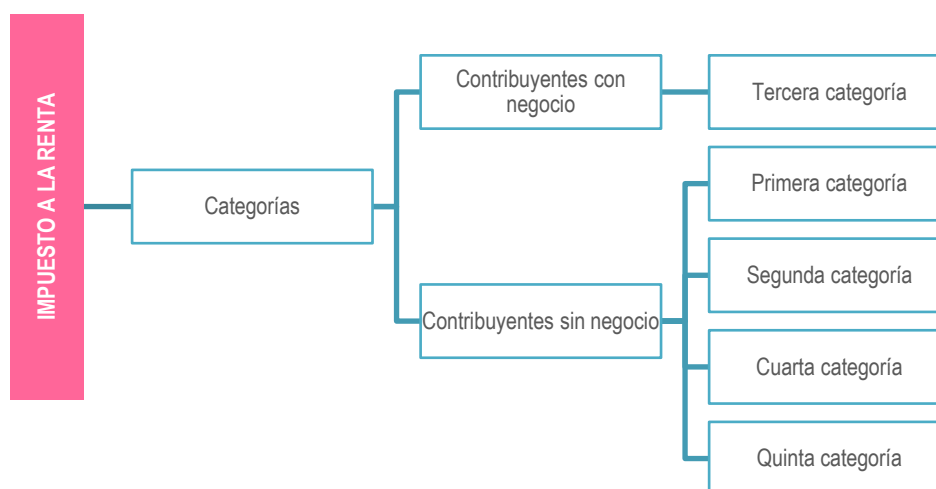 IMPUESTO A LA RENTA
Categorías
Contribuyentes con
negocio
Tercera categoría
Contribuyentes sin negocio
Primera categoría
Segunda categoría
Cuarta categoría
Quinta categoría